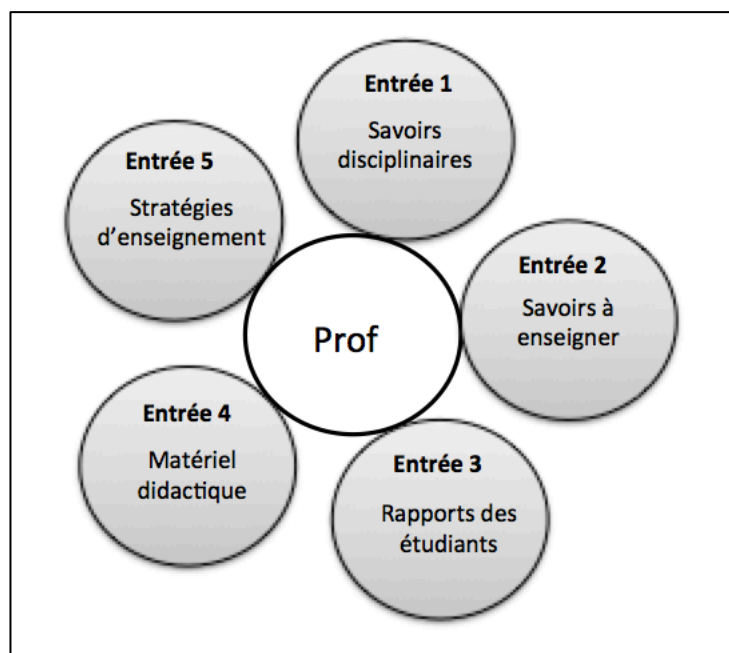 Entrée 1
Savoirs
disciplinaires
Entrée 2
Savoirs à
enseigner
Entrée 3
Rapports des
étudiants
Entrée 4
Matériel
didactique
Entrée 5
Stratégies
d'enseignement
Prof